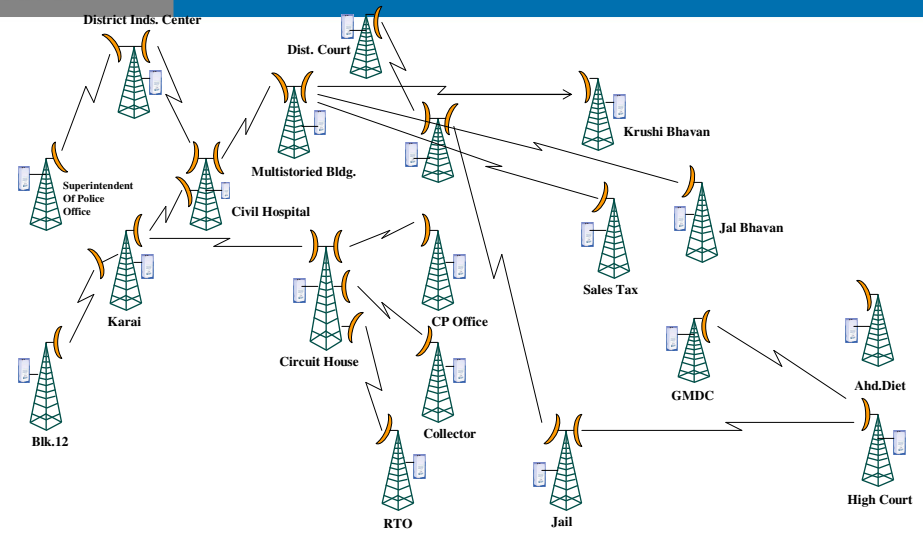 District Inds. Center
Dist. Court
Krushi Bhavan
Multistoried Bldg.
Superintendent
Of Police
Office
Civil Hospital
Jal Bhavan
Sales Tax
Karai
CP Office
Circuit House
Ahd.Diet
GMDC
Collector
Blk.12
High Court
RTO
Jail